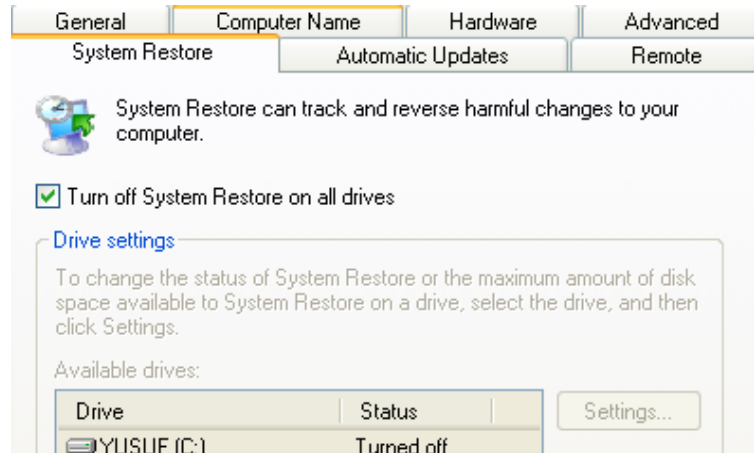 General Computer Name Hardware Advanced
System Restore Automatic Updates Remote
System Restore can track and reverse harmful changes to your
computer.
Turn off System Restore on all drives
Drive settings
To change the status of System Restore or the maximum amount of disk
space available to System Restore on a drive, select the drive, and then
click Settings.
Available drives:
Drive Status Settings...
YUSUF (C:) Turned off